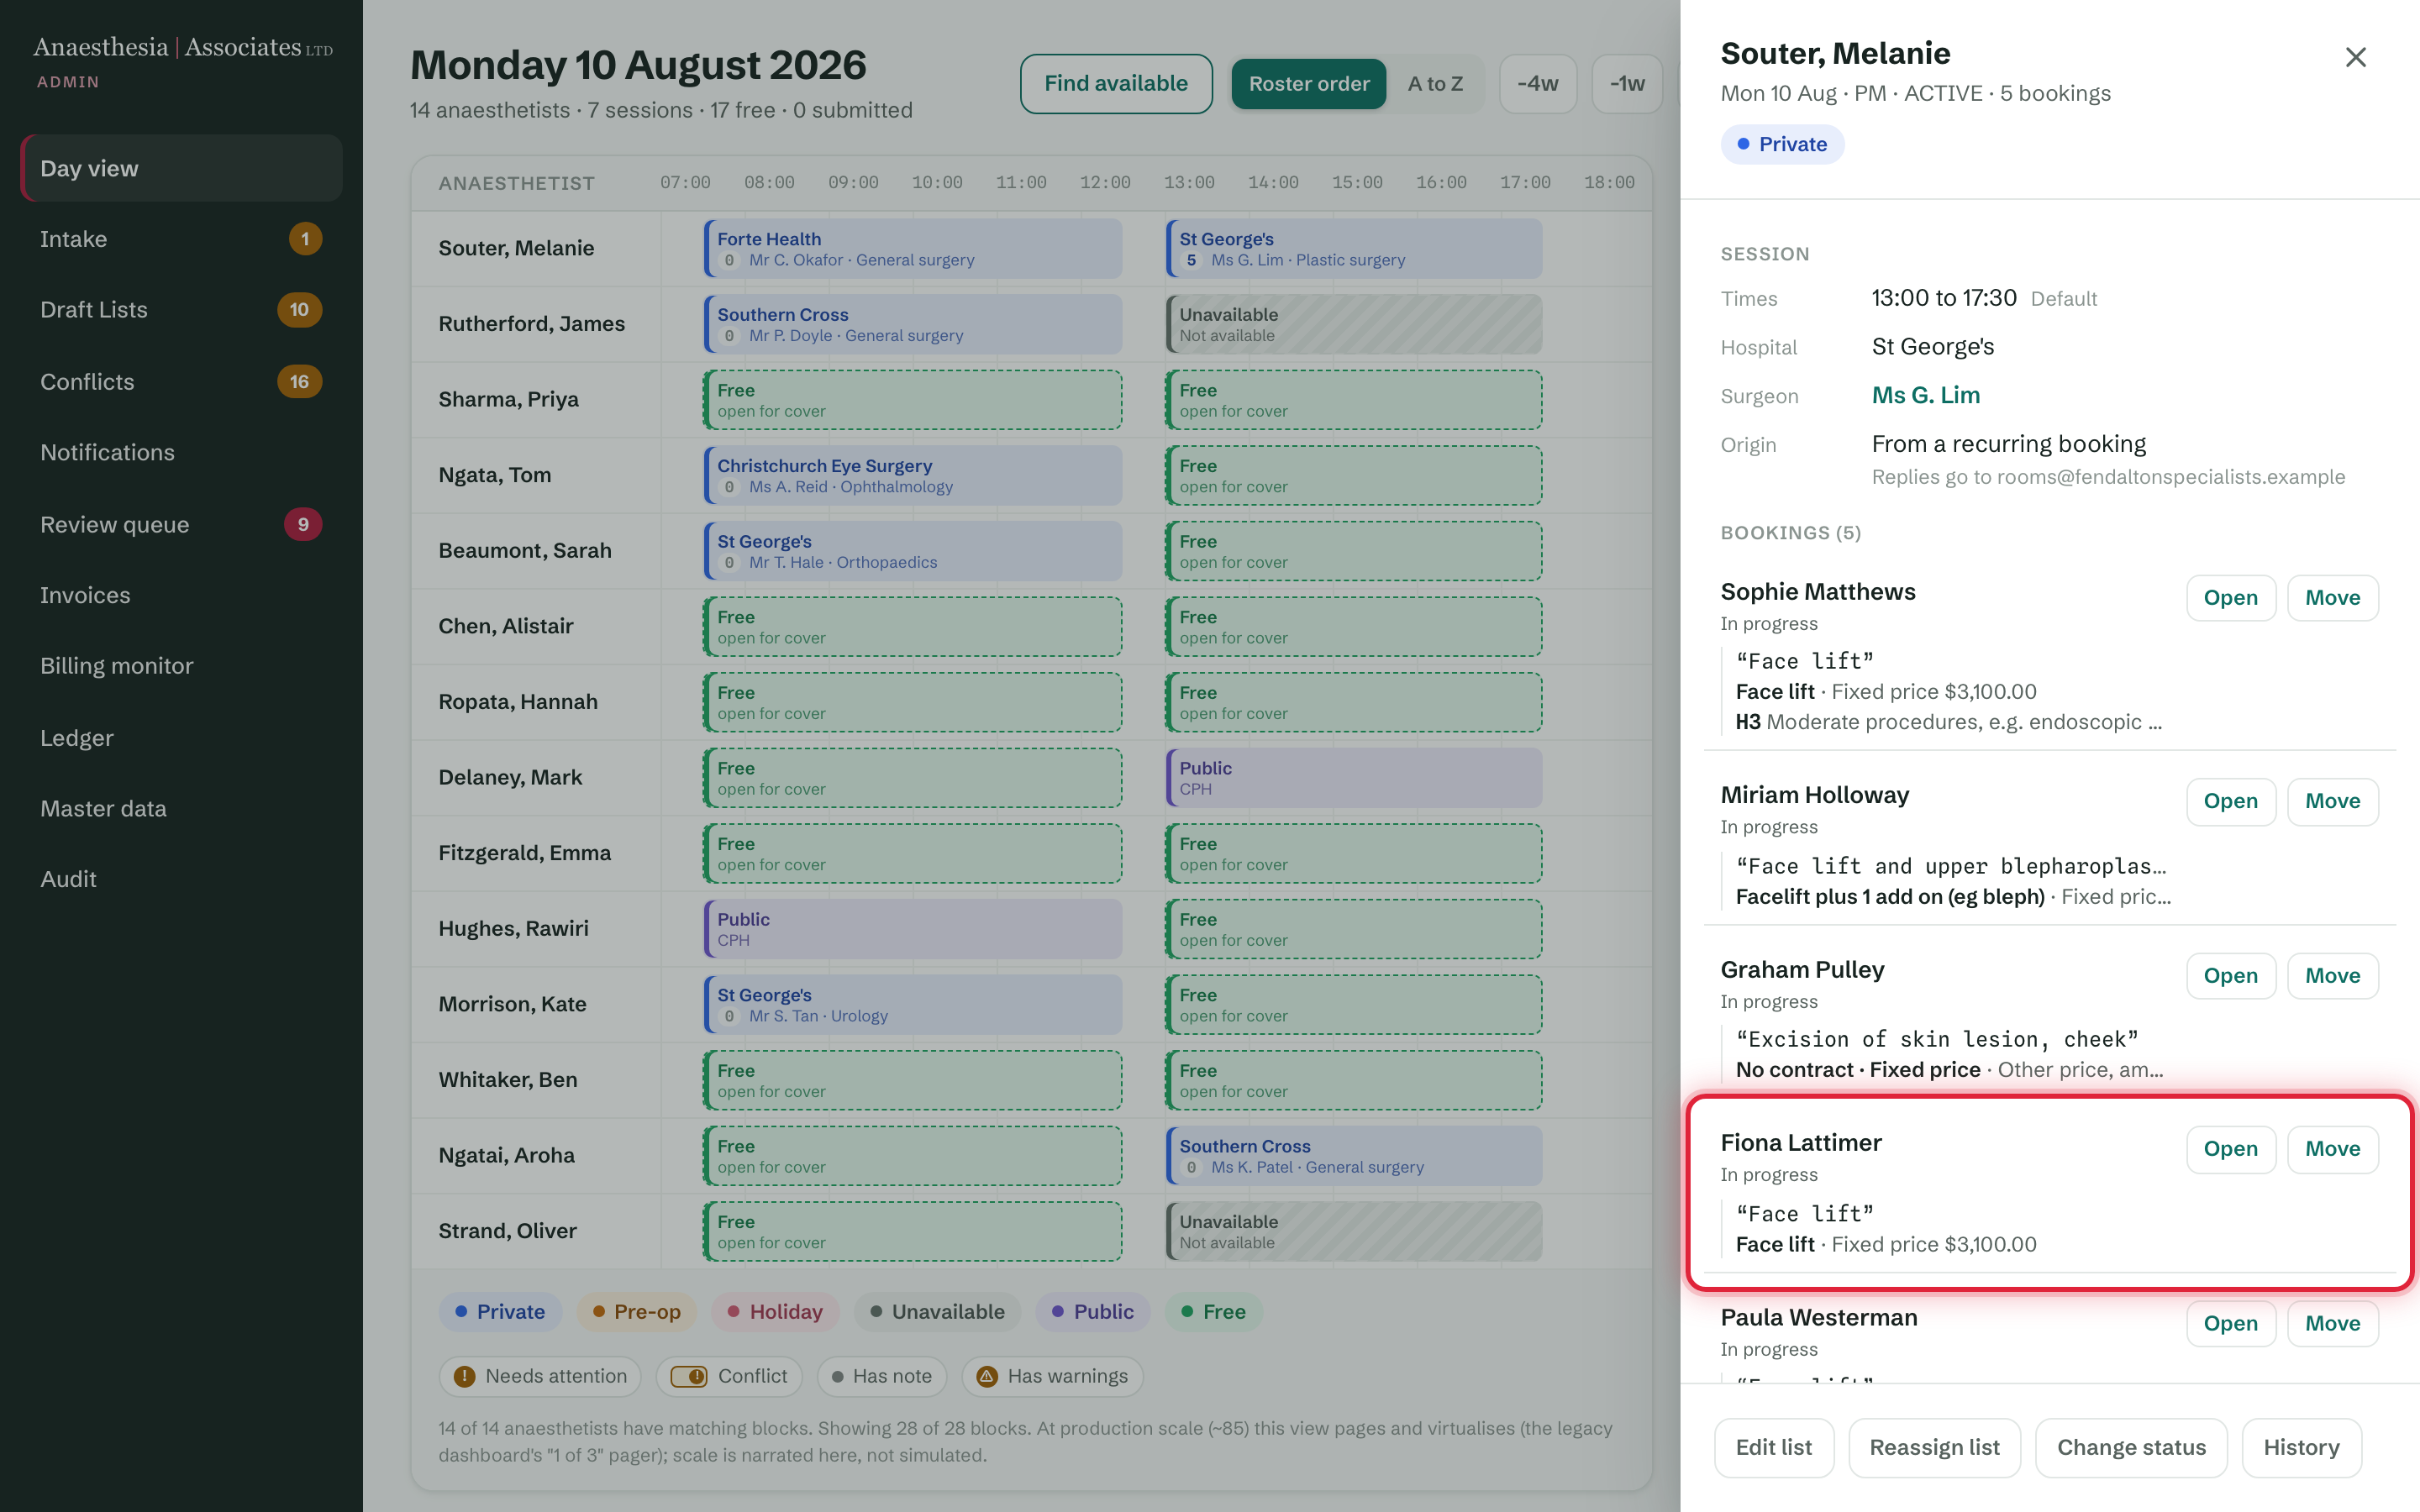 Anaesthesia | Associates LTD
ADMIN
Day view
Intake 1
Draft Lists 10
Conflicts 16
Notifications
Review queue 9
Invoices
Billing monitor
Ledger
Master data
Audit
Monday 10 August 2026
14 anaesthetists · 7 sessions · 17 free · 0 submitted
Find available
Roster order
A to Z
-4w
-1w
ANAESTHETIST 07:00 08:00 09:00 10:00 11:00 12:00 13:00 14:00 15:00 16:00 17:00 18:00
Souter, Melanie
Forte Health
0 Mr C. Okafor · General surgery
St George's
5 Ms G. Lim · Plastic surgery
Rutherford, James
Southern Cross
0 Mr P. Doyle · General surgery
Unavailable
Not available
Sharma, Priya
Free
open for cover
Free
open for cover
Ngata, Tom
Christchurch Eye Surgery
0 Ms A. Reid · Ophthalmology
Free
open for cover
Beaumont, Sarah
St George's
0 Mr T. Hale · Orthopaedics
Free
open for cover
Chen, Alistair
Free
open for cover
Free
open for cover
Ropata, Hannah
Free
open for cover
Free
open for cover
Delaney, Mark
Free
open for cover
Public
CPH
Fitzgerald, Emma
Free
open for cover
Free
open for cover
Hughes, Rawiri
Public
CPH
Free
open for cover
Morrison, Kate
St George's
0 Mr S. Tan · Urology
Free
open for cover
Whitaker, Ben
Free
open for cover
Free
open for cover
Ngatai, Aroha
Free
open for cover
Southern Cross
0 Ms K. Patel · General surgery
Strand, Oliver
Free
open for cover
Unavailable
Not available
Private Pre-op Holiday Unavailable Public Free
Needs attention Conflict Has note Has warnings
14 of 14 anaesthetists have matching blocks. Showing 28 of 28 blocks. At production scale (~85) this view pages and virtualises (the legacy
dashboard's "1 of 3" pager); scale is narrated here, not simulated.
Souter, Melanie
Mon 10 Aug · PM · ACTIVE · 5 bookings
Private
SESSION
Times 13:00 to 17:30 Default
Hospital St George's
Surgeon Ms G. Lim
Origin From a recurring booking
Replies go to rooms@fendaltonspecialists.example
BOOKINGS (5)
Sophie Matthews Open Move
In progress
“Face lift”
Face lift · Fixed price $3,100.00
H3 Moderate procedures, e.g. endoscopic ...
Miriam Holloway Open Move
In progress
“Face lift and upper blepharoplas…
Facelift plus 1 add on (eg bleph) · Fixed pric...
Graham Pulley Open Move
In progress
“Excision of skin lesion, cheek”
No contract · Fixed price · Other price, am...
Fiona Lattimer Open Move
In progress
“Face lift”
Face lift · Fixed price $3,100.00
Paula Westerman Open Move
In progress
Edit list Reassign list Change status History